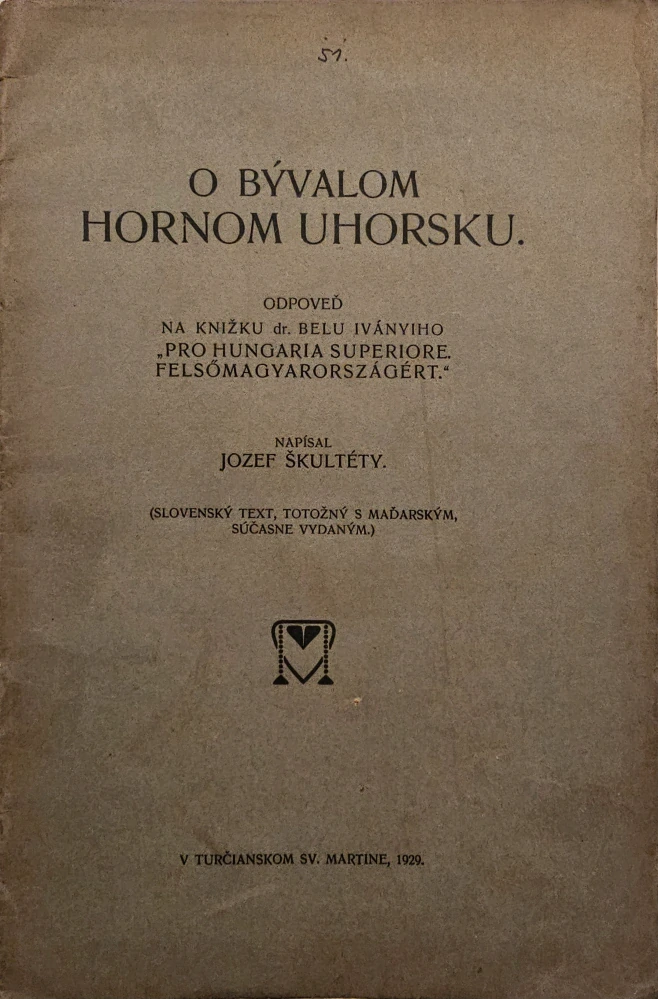 51.
O BÝVALOM
HORNOM UHORSKU.
ODPOVEĎ
NA KNIŽKU dr. BELU IVÁNYIHO
„PRO HUNGARIA SUPERIORE.
FELSŐMAGYARORSZÁGÉRT.“
NAPÍSAL
JOZEF ŠKULTÉTY.
(SLOVENSKÝ TEXT, TOTOŽNÝ S MAĎARSKÝM,
SÚČASNE VYDANÝM.)
V TURČIANSKOM SV. MARTINE, 1929.